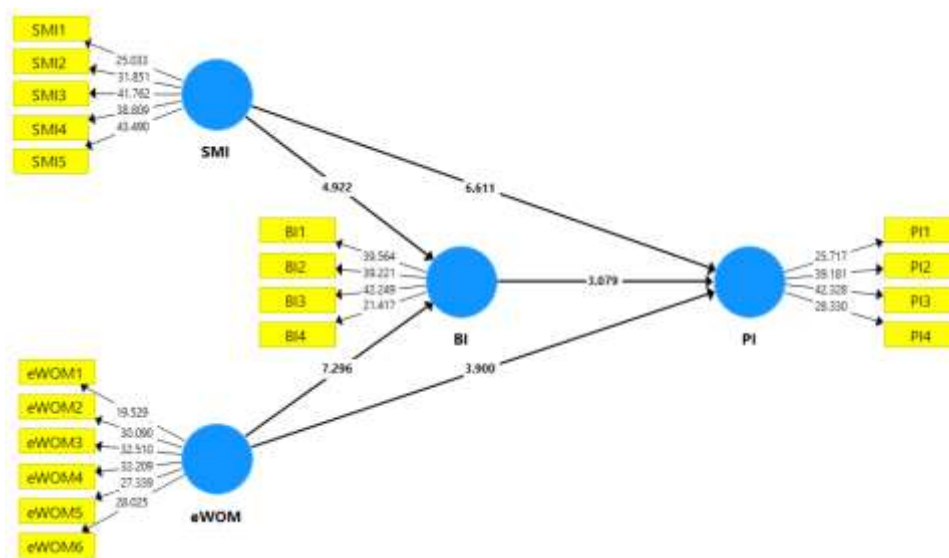 SMI1
SMI2
SMI3
SMI4
SMI5
25.033
31.851
41.762
38.809
43.490
SMI
4.922
6.611
BI1
BI2
BI3
BI4
39.564
39.221
42.249
21.417
BI
3.079
PI1
PI2
PI3
PI4
25.717
39.181
42.328
28.330
PI
7.296
3.900
eWOM1
eWOM2
eWOM3
eWOM4
eWOM5
eWOM6
19.529
30.090
32.510
33.209
27.339
28.025
eWOM